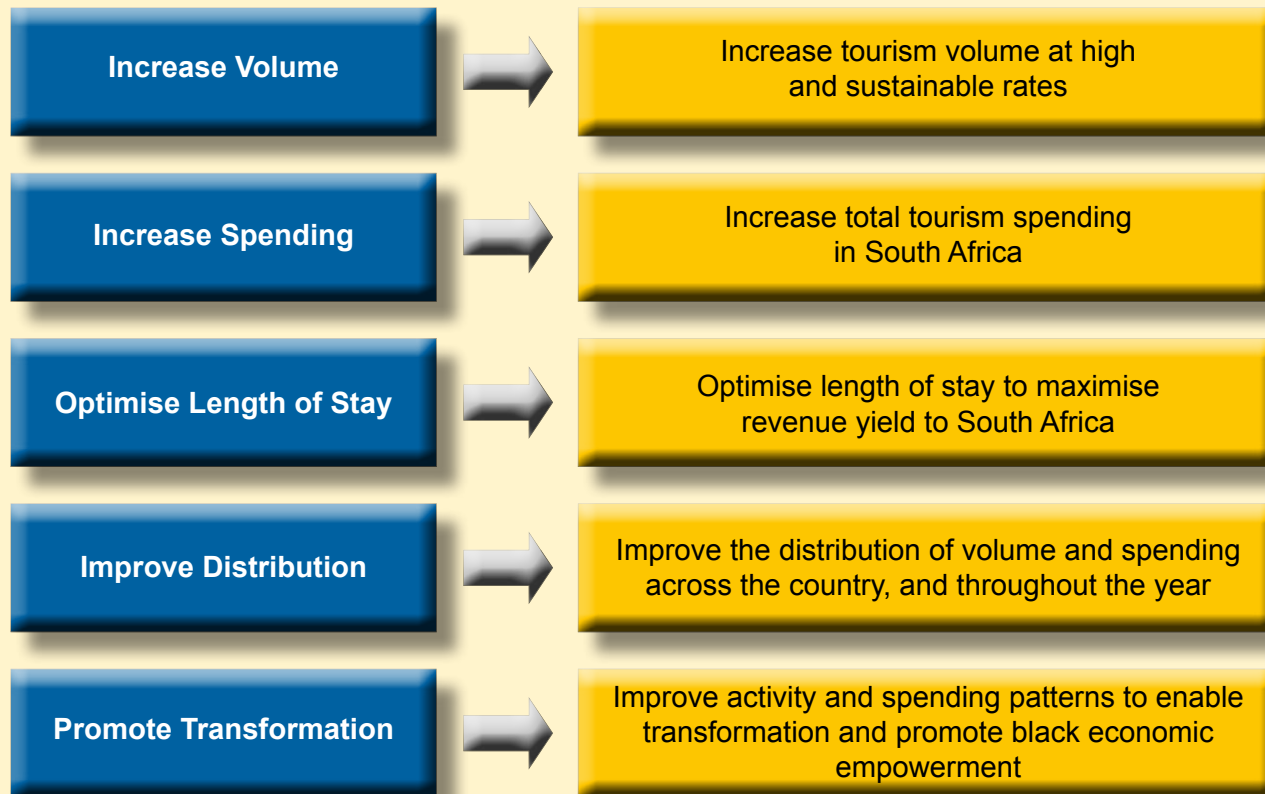 Increase Volume
Increase tourism volume at high
and sustainable rates
Increase Spending
Increase total tourism spending
in South Africa
Optimise Length of Stay
Optimise length of stay to maximise
revenue yield to South Africa
Improve Distribution
Improve the distribution of volume and spending
across the country, and throughout the year
Promote Transformation
Improve activity and spending patterns to enable
transformation and promote black economic
empowerment